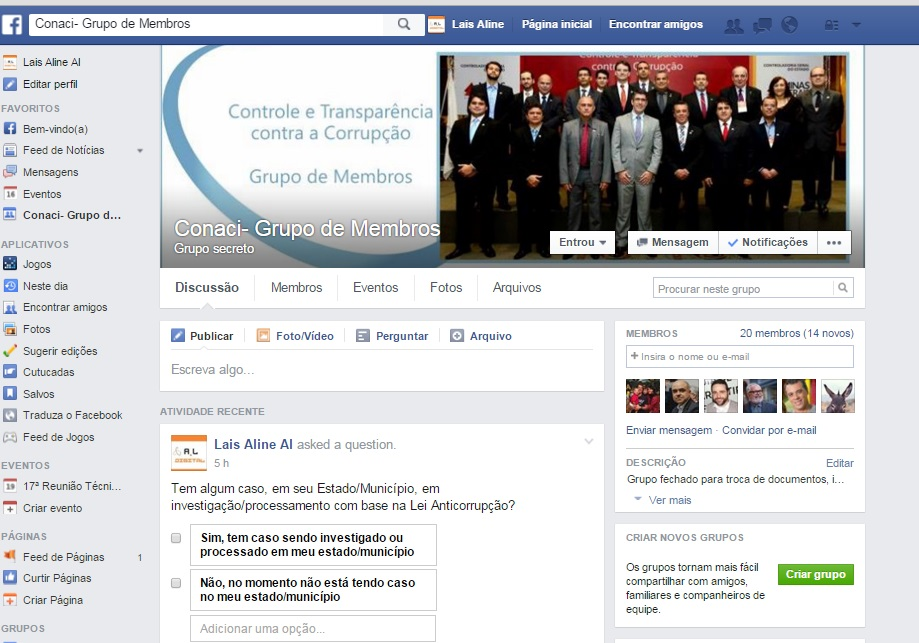 Conaci- Grupo de Membros
Lais Aline
Página inicial
Encontrar amigos
Lais Aline Al
Editar perfil
FAVORITOS
Bem-vindo(a)
Feed de Notícias
Mensagens
16 Eventos
Conaci- Grupo d...
APLICATIVOS
Jogos
Neste dia
Encontrar amigos
Fotos
Sugerir edições
Cutucadas
Salvos
Traduza o Facebook
Feed de Jogos
EVENTOS
19 17ª Reunião Técni...
Criar evento
PÁGINAS
Feed de Páginas 1
Curtir Páginas
Criar Página
GRUPOS
Controle e Transparência
contra a Corrupção
Grupo de Membros
contra a Corrupção
Conaci- Grupo de Membros
Grupo secreto
Entrou
Mensagem
Notificações
Discussão
Membros
Eventos
Fotos
Arquivos
Procurar neste grupo
Publicar
Foto/Vídeo
Perguntar
Arquivo
Escreva algo...
ATIVIDADE RECENTE
A|L
DIGITAL
Lais Aline Al asked a question.
5 h
Tem algum caso, em seu Estado/Município, em
investigação/processamento com base na Lei Anticorrupção?
Sim, tem caso sendo investigado ou
processado em meu estado/município
Não, no momento não está tendo caso
no meu estado/município
Adicionar uma opção...
MEMBROS
20 membros (14 novos)
+ Insira o nome ou e-mail
Enviar mensagem · Convidar por e-mail
DESCRIÇÃO
Editar
Grupo fechado para troca de documentos, i...
Ver mais
CRIAR NOVOS GRUPOS
Os grupos tornam mais fácil
compartilhar com amigos,
familiares e companheiros de
equipe.
Criar grupo